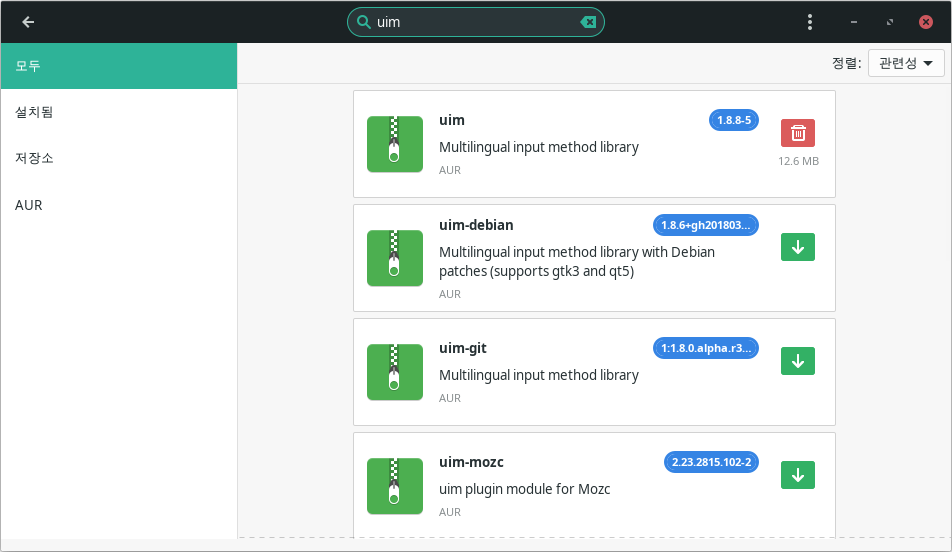 uim
모두
설치됨
저장소
AUR
정렬: 관련성
uim 1.8.8-5
Multilingual input method library
AUR
12.6 MB
uim-debian 1.8.6+gh201803...
Multilingual input method library with Debian
patches (supports gtk3 and qt5)
AUR
uim-git 1:1.8.0.alpha.r3...
Multilingual input method library
AUR
uim-mozc 2.23.2815.102-2
uim plugin module for Mozc
AUR